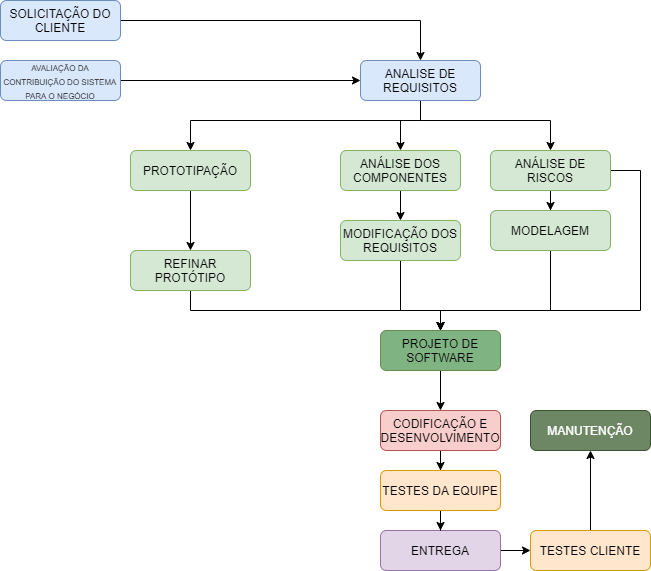 SOLICITAÇÃO DO
CLIENTE
AVALIAÇÃO DA
CONTRIBUIÇÃO DO SISTEMA
PARA O NEGÓCIO
ANALISE DE
REQUISITOS
PROTOTIPAÇÃO
ANÁLISE DOS
COMPONENTES
ANÁLISE DE
RISCOS
MODIFICAÇÃO DOS
REQUISITOS
MODELAGEM
REFINAR
PROTÓTIPO
PROJETO DE
SOFTWARE
CODIFICAÇÃO E
DESENVOLVIMENTO
MANUTENÇÃO
TESTES DA EQUIPE
ENTREGA
TESTES CLIENTE